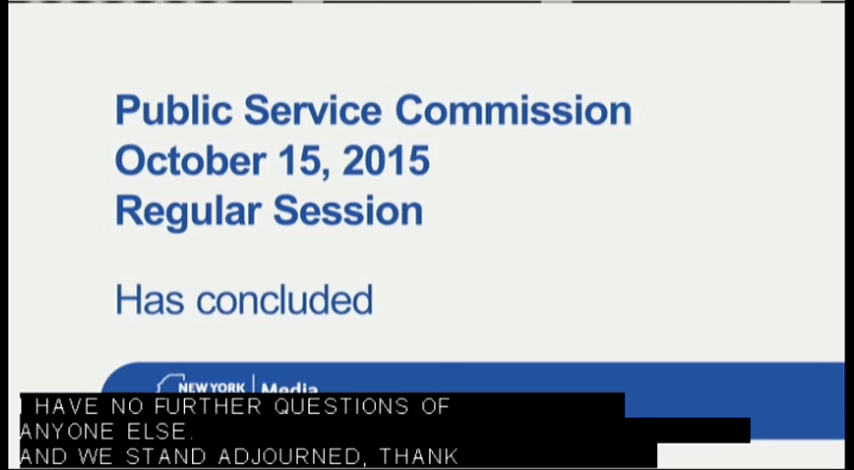 Public Service Commission
October 15, 2015
Regular Session
Has concluded
NEW YORK Media
I HAVE NO FURTHER QUESTIONS OF
ANYONE ELSE.
AND WE STAND ADJOURNED, THANK